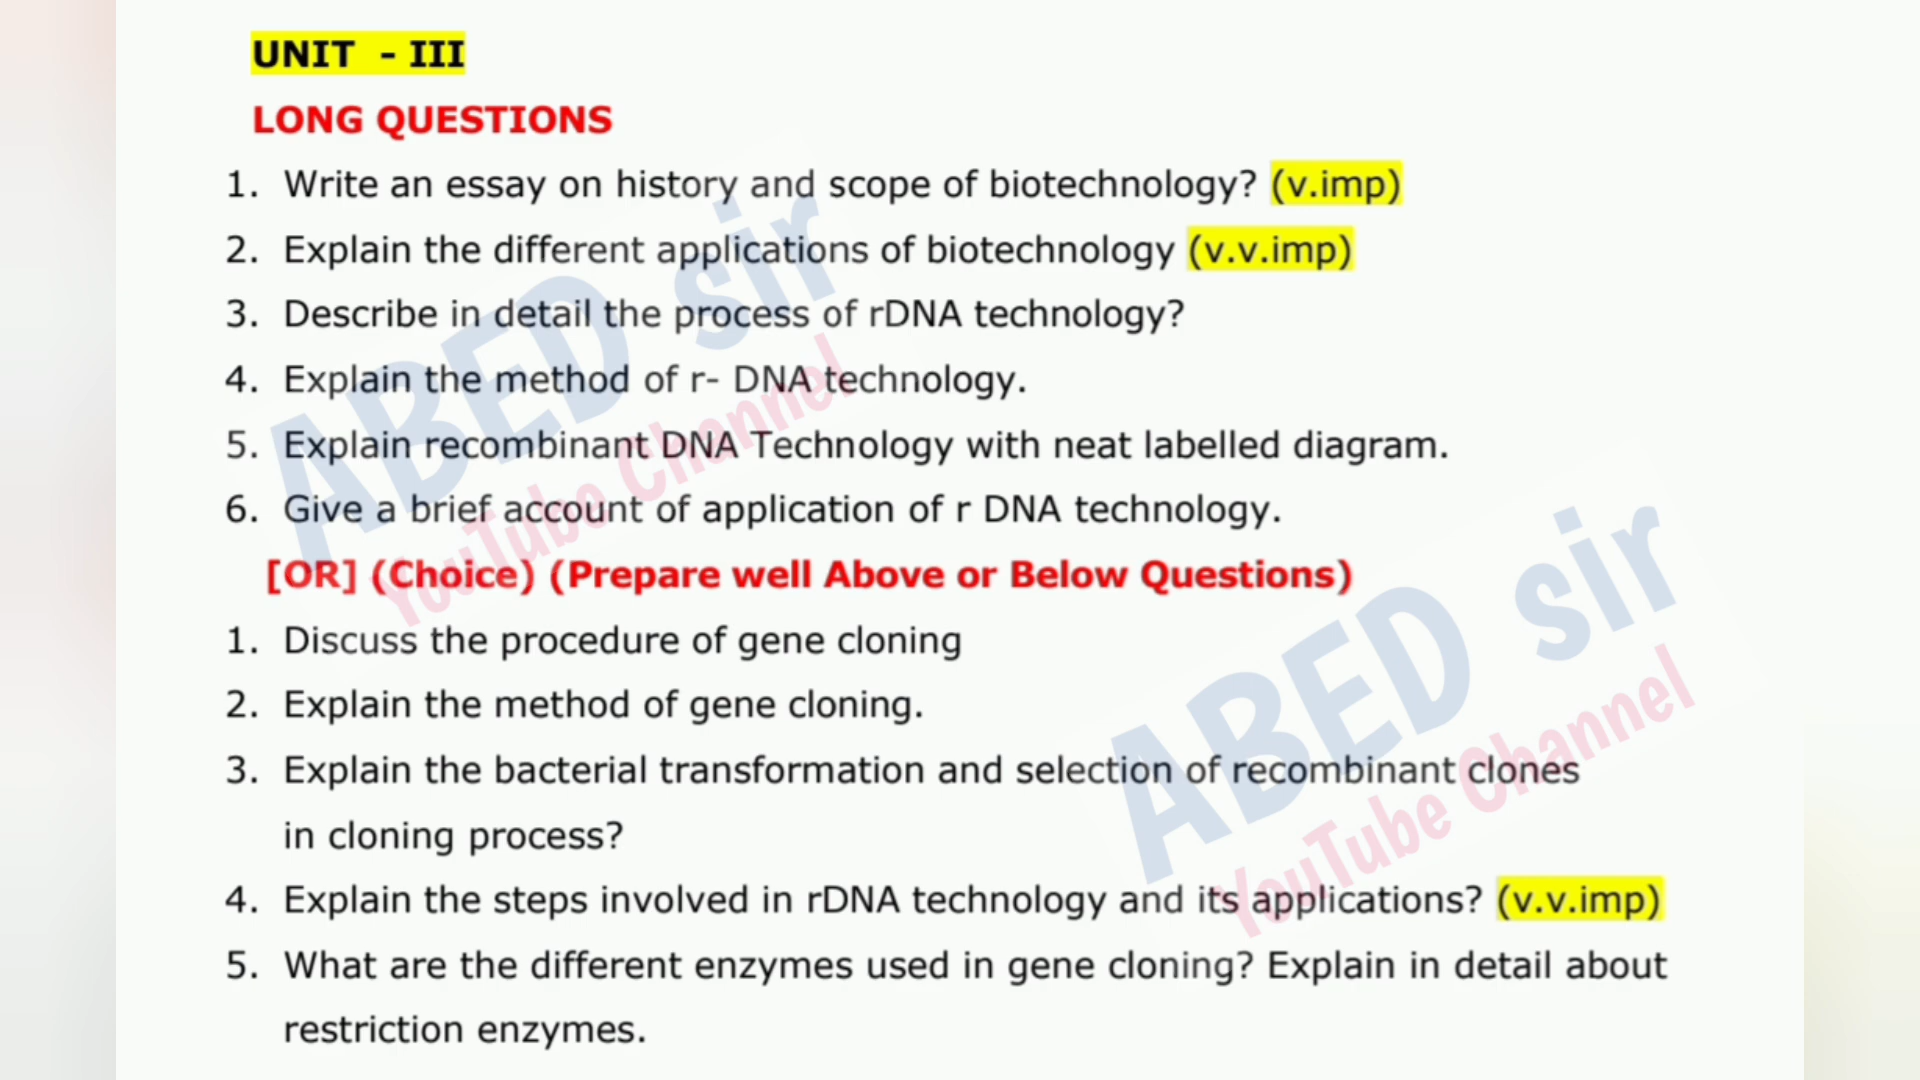 UNIT - III
LONG QUESTIONS
1. Write an essay on history and scope of biotechnology? (v.imp)
2. Explain the different applications of biotechnology (v.v.imp)
3. Describe in detail the process of rDNA technology?
4. Explain the method of r- DNA technology.
5. Explain recombinant DNA Technology with neat labelled diagram.
6. Give a brief account of application of r DNA technology.
[OR] (Choice) (Prepare well Above or Below Questions)
1. Discuss the procedure of gene cloning
2. Explain the method of gene cloning.
3. Explain the bacterial transformation and selection of recombinant clones
in cloning process?
4. Explain the steps involved in rDNA technology and its applications? (v.v.imp)
5. What are the different enzymes used in gene cloning? Explain in detail about
restriction enzymes.
ABED sir
YouTube Channel
ABED sir
YouTube Channel